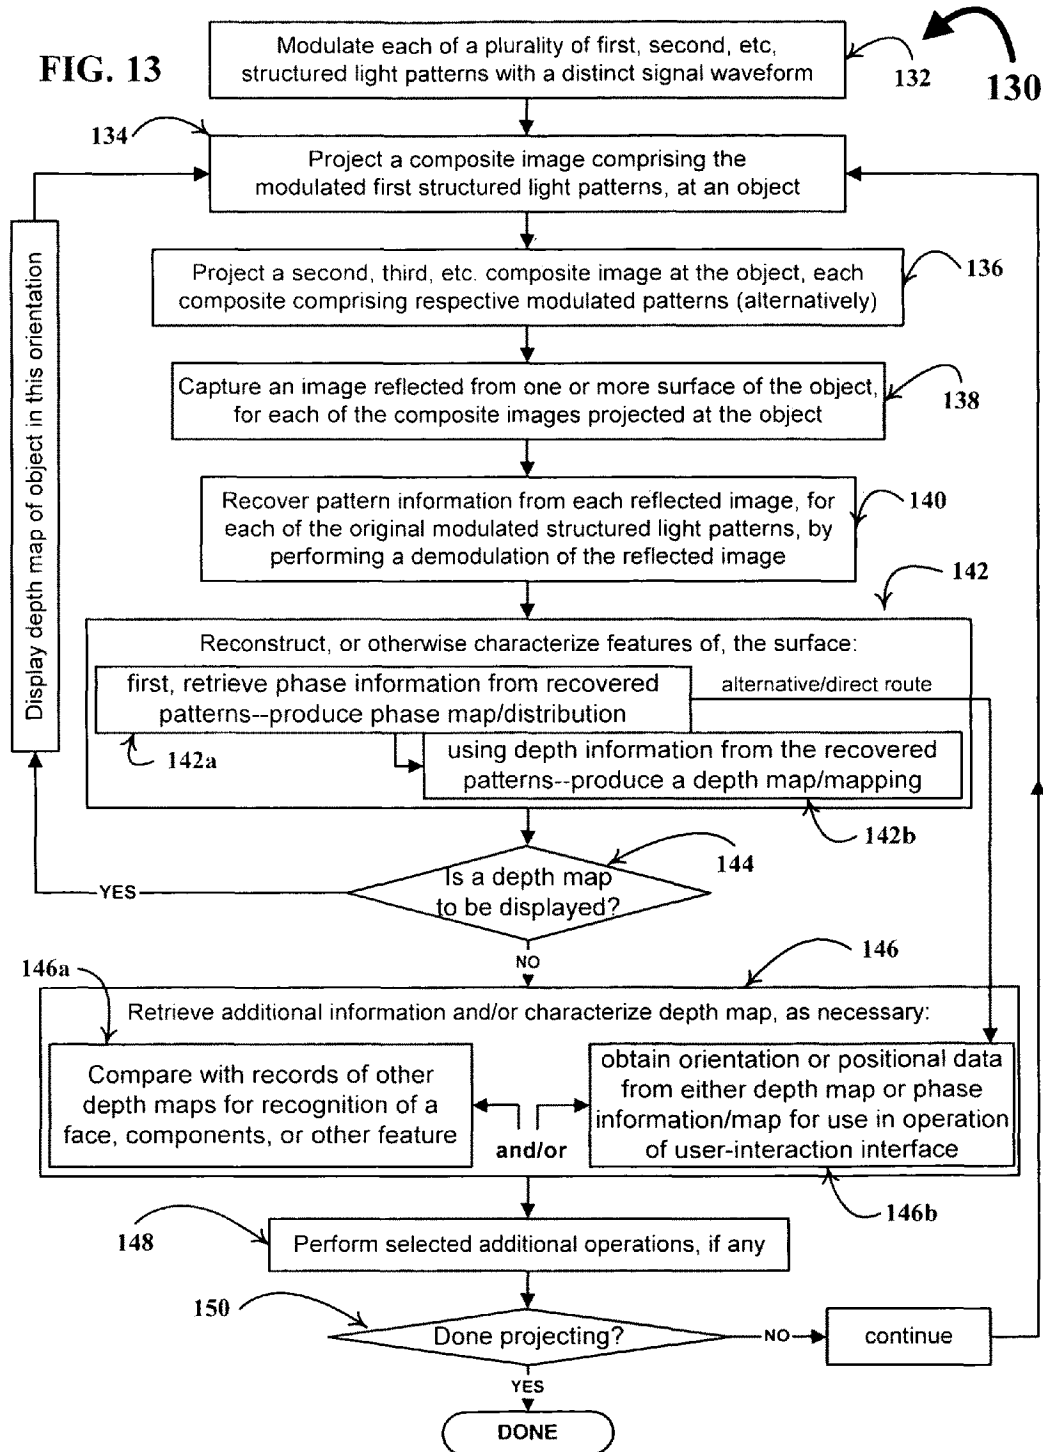 FIG. 13
130
Modulate each of a plurality of first, second, etc,
structured light patterns with a distinct signal waveform
132
134
Project a composite image comprising the
modulated first structured light patterns, at an object
Project a second, third, etc. composite image at the object, each
composite comprising respective modulated patterns (alternatively)
136
Capture an image reflected from one or more surface of the object,
for each of the composite images projected at the object
138
Recover pattern information from each reflected image, for
each of the original modulated structured light patterns, by
performing a demodulation of the reflected image
140
142
Reconstruct, or otherwise characterize features of, the surface:
first, retrieve phase information from recovered
patterns--produce phase map/distribution
alternative/direct route
142a
using depth information from the recovered
patterns--produce a depth map/mapping
142b
144
Is a depth map
to be displayed?
YES
Display depth map of object in this orientation
NO
146
146a
Retrieve additional information and/or characterize depth map, as necessary:
Compare with records of other
depth maps for recognition of a
face, components, or other feature
and/or
obtain orientation or positional data
from either depth map or phase
information/map for use in operation
of user-interaction interface
146b
148
Perform selected additional operations, if any
150
Done projecting?
NO
continue
YES
DONE